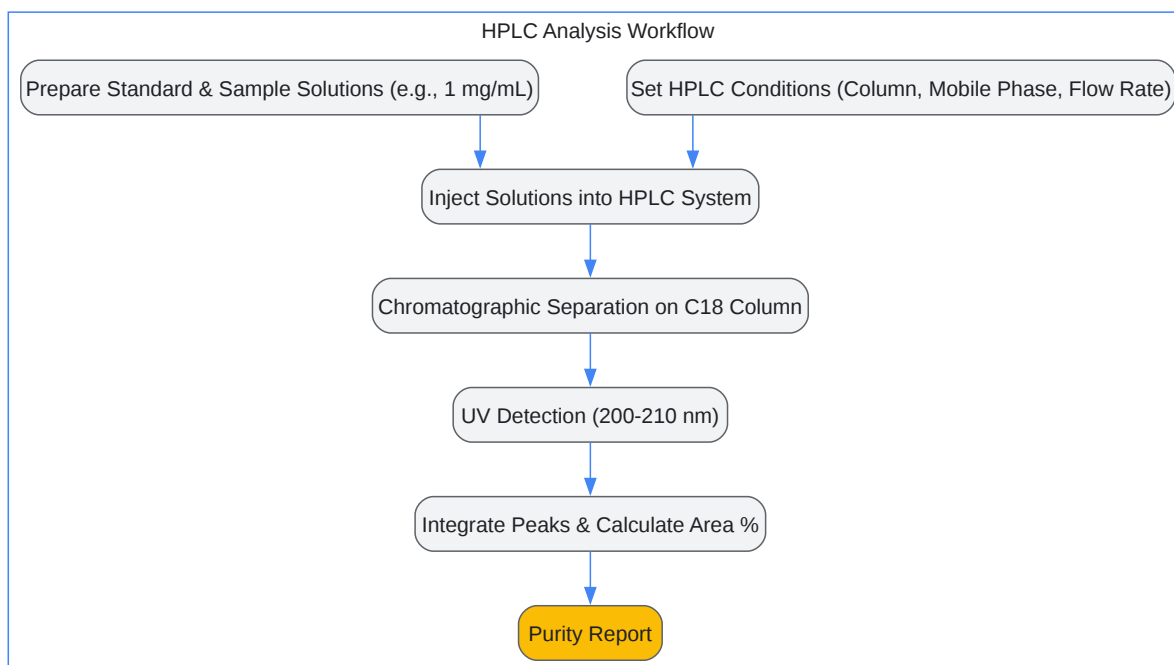 HPLC Analysis Workflow
Prepare Standard & Sample Solutions (e.g., 1 mg/mL)
Set HPLC Conditions (Column, Mobile Phase, Flow Rate)
Inject Solutions into HPLC System
Chromatographic Separation on C18 Column
UV Detection (200-210 nm)
Integrate Peaks & Calculate Area %
Purity Report